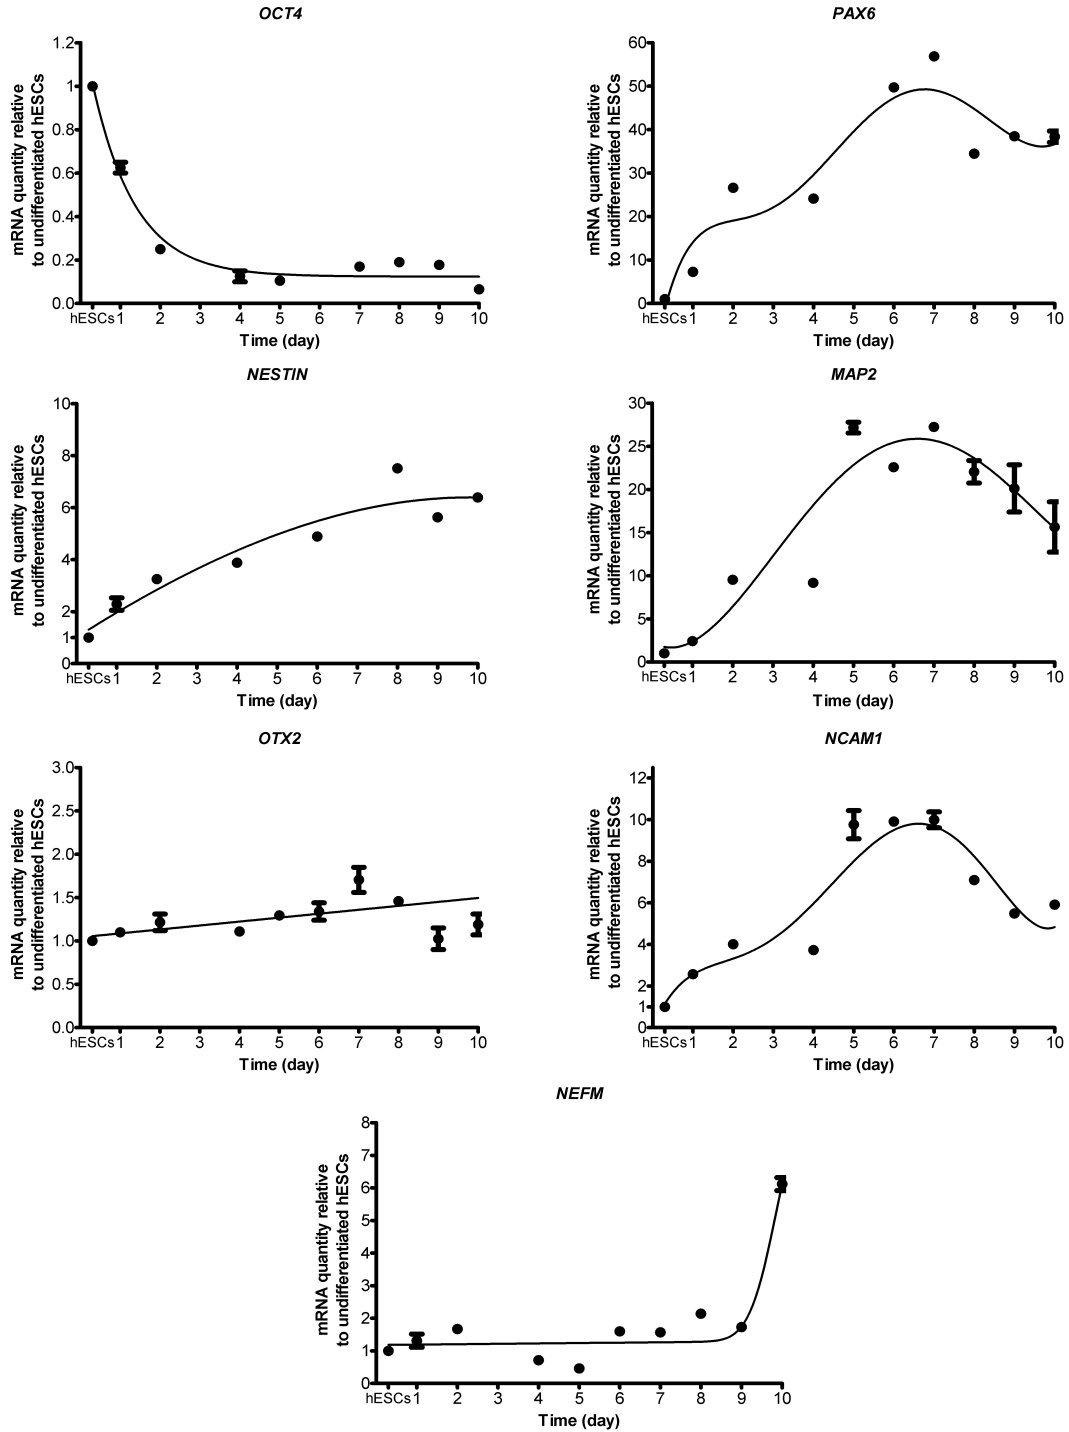 OCT4
mRNA quantity relative
to undifferentiated hESCs
1.2
1
0.8
0.6
0.4
0.2
0.0
hESCs 1 2 3 4 5 6 7 8 9 10
Time (day)
PAX6
mRNA quantity relative
to undifferentiated hESCs
60
50
40
30
20
10
0
hESCs 1 2 3 4 5 6 7 8 9 10
Time (day)
NESTIN
mRNA quantity relative
to undifferentiated hESCs
10
8
6
4
2
1
0
hESCs 1 2 3 4 5 6 7 8 9 10
Time (day)
MAP2
mRNA quantity relative
to undifferentiated hESCs
30
25
20
15
10
5
0
hESCs 1 2 3 4 5 6 7 8 9 10
Time (day)
OTX2
mRNA quantity relative
to undifferentiated hESCs
3.0
2.5
2.0
1.5
1.0
0.5
0.0
hESCs 1 2 3 4 5 6 7 8 9 10
Time (day)
NCAM1
mRNA quantity relative
to undifferentiated hESCs
12
10
8
6
4
2
1
0
hESCs 1 2 3 4 5 6 7 8 9 10
Time (day)
NEFM
mRNA quantity relative
to undifferentiated hESCs
8
7
6
5
4
3
2
1
0
hESCs 1 2 3 4 5 6 7 8 9 10
Time (day)